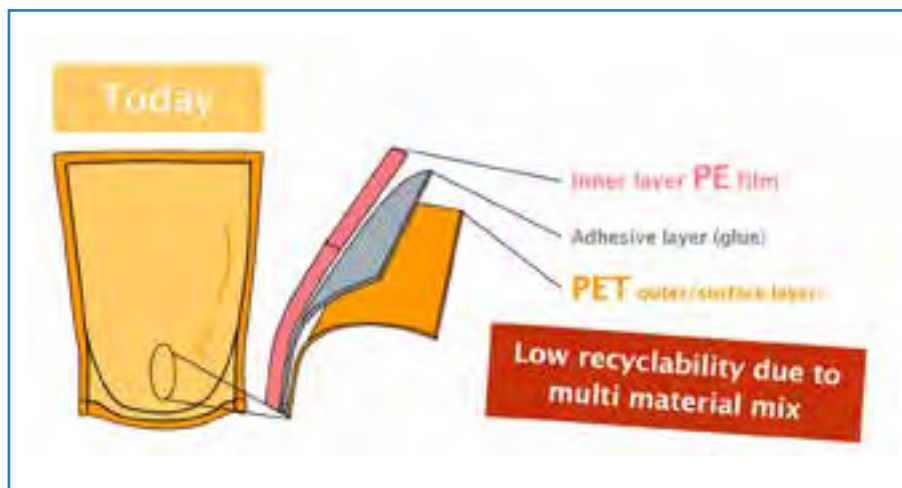 Today
Inner layer PE film
Adhesive layer (glue)
PET outer/surface layer
Low recyclability due to
multi material mix